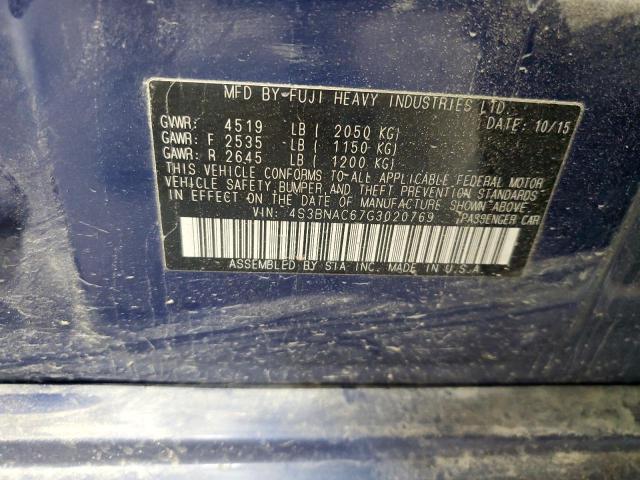 MFD BY FUJI HEAVY INDUSTRIES LTD.
GVWR: 4519 LB ( 2050 KG) DATE: 10/15
GAWR: F 2535 LB ( 1150 KG)
GAWR: R 2645 LB ( 1200 KG)
THIS VEHICLE CONFORMS TO ALL APPLICABLE FEDERAL MOTOR
VEHICLE SAFETY, BUMPER, AND THEFT PREVENTION STANDARDS
IN EFFECT ON THE DATE OF MANUFACTURE SHOWN ABOVE.
VIN: 4S3BNAC67G3020769 PASSENGER CAR
ASSEMBLED BY SIA INC. MADE IN U.S.A